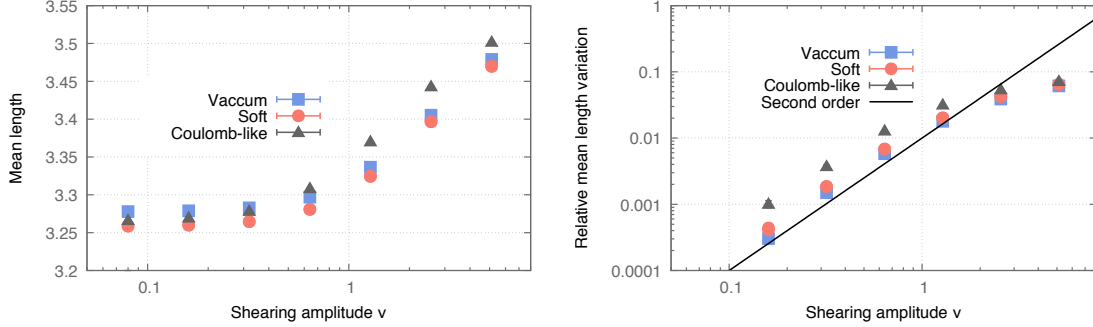 3.55
3.5
3.45
3.4
3.35
3.3
3.25
3.2
Mean length
Vaccum
Soft
Coulomb-like
0.1
1
Shearing amplitude v
1
0.1
0.01
0.001
0.0001
Relative mean length variation
Vaccum
Soft
Coulomb-like
Second order
0.1
1
Shearing amplitude v